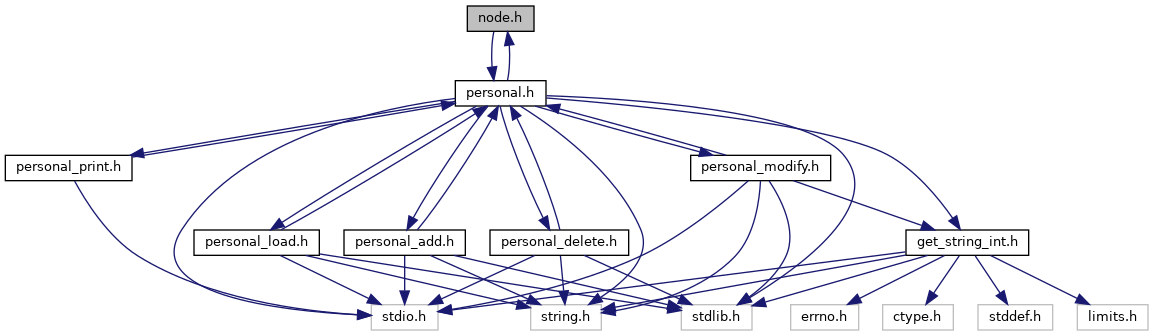 node.h
personal.h
personal_print.h
personal_modify.h
personal_load.h
personal_add.h
personal_delete.h
get_string_int.h
stdio.h
string.h
stdlib.h
errno.h
ctype.h
stddef.h
limits.h